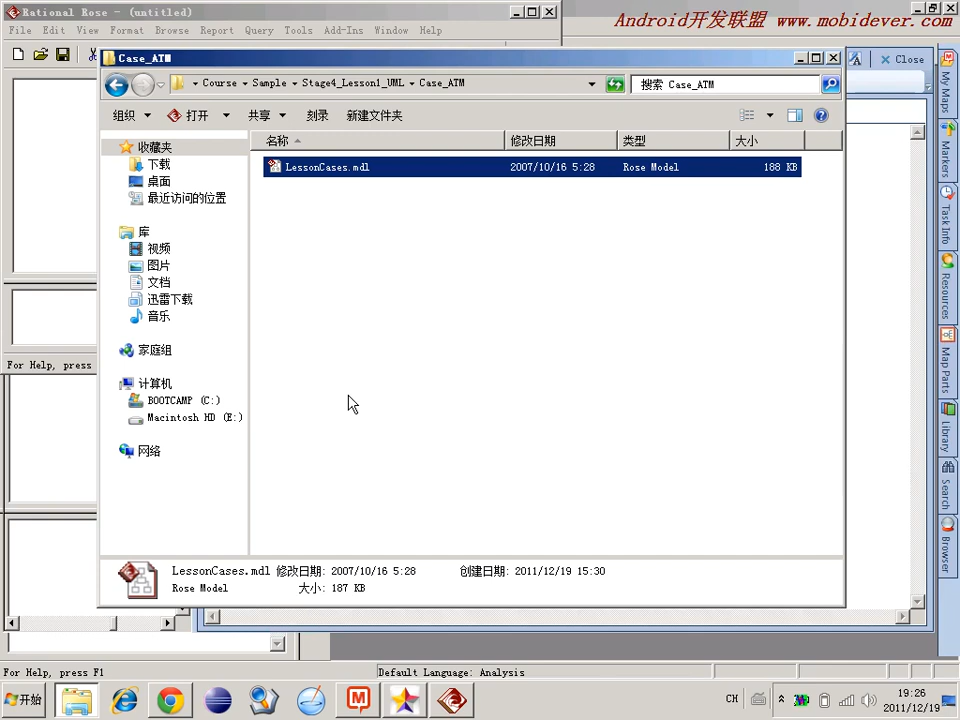 Rational Rose - (untitled)
Android开发联盟 www.mobidever.com
File Edit View Format Browse Report Query Tools Add-Ins Window Help
Case_ATM
Close
Course Sample Stage4_Lesson1_UML Case_ATM
搜索 Case_ATM
组织 打开 共享 刻录 新建文件夹
名称 修改日期 类型 大小
LessonCases.mdl 2007/10/16 5:28 Rose Model 188 KB
收藏夹
下载
桌面
最近访问的位置
库
视频
图片
文档
迅雷下载
音乐
家庭组
计算机
BOOTCAMP (C:)
Macintosh HD (E:)
网络
My Maps
Markers
Task Info
Resources
Map Parts
Library
Search
Browser
For Help, press
LessonCases.mdl 修改日期: 2007/10/16 5:28 创建日期: 2011/12/19 15:30
Rose Model 大小: 187 KB
For Help, press F1
Default Language: Analysis
开始
CH
19:26
2011/12/19